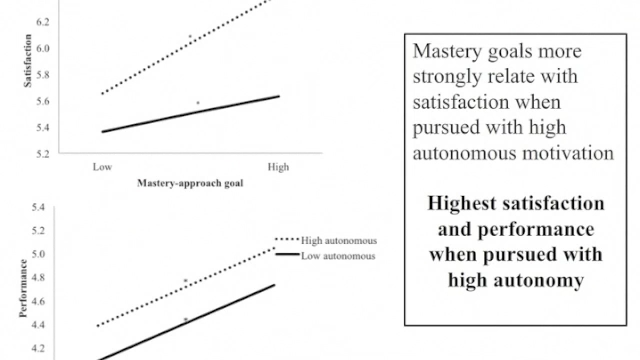 6.2
6.0
5.8
5.6
5.4
5.2
Satisfaction
*
*
Low
High
Mastery-approach goal
5.4
5.2
5.0
4.8
4.6
4.4
4.2
Performance
*
*
High autonomous
Low autonomous
Mastery goals more
strongly relate with
satisfaction when
pursued with high
autonomous motivation
Highest satisfaction
and performance
when pursued with
high autonomy